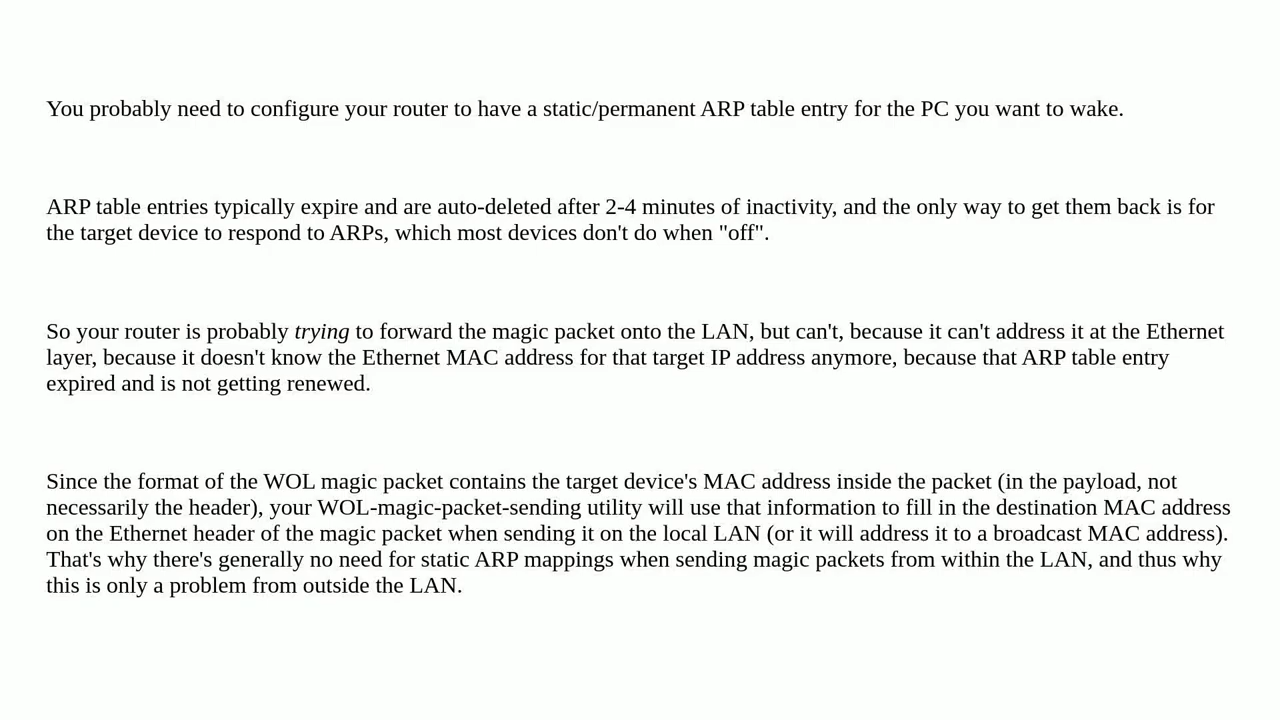 You probably need to configure your router to have a static/permanent ARP table entry for the PC you want to wake.
ARP table entries typically expire and are auto-deleted after 2-4 minutes of inactivity, and the only way to get them back is for
the target device to respond to ARPs, which most devices don't do when "off".
So your router is probably trying to forward the magic packet onto the LAN, but can't, because it can't address it at the Ethernet
layer, because it doesn't know the Ethernet MAC address for that target IP address anymore, because that ARP table entry
expired and is not getting renewed.
Since the format of the WOL magic packet contains the target device's MAC address inside the packet (in the payload, not
necessarily the header), your WOL-magic-packet-sending utility will use that information to fill in the destination MAC address
on the Ethernet header of the magic packet when sending it on the local LAN (or it will address it to a broadcast MAC address).
That's why there's generally no need for static ARP mappings when sending magic packets from within the LAN, and thus why
this is only a problem from outside the LAN.